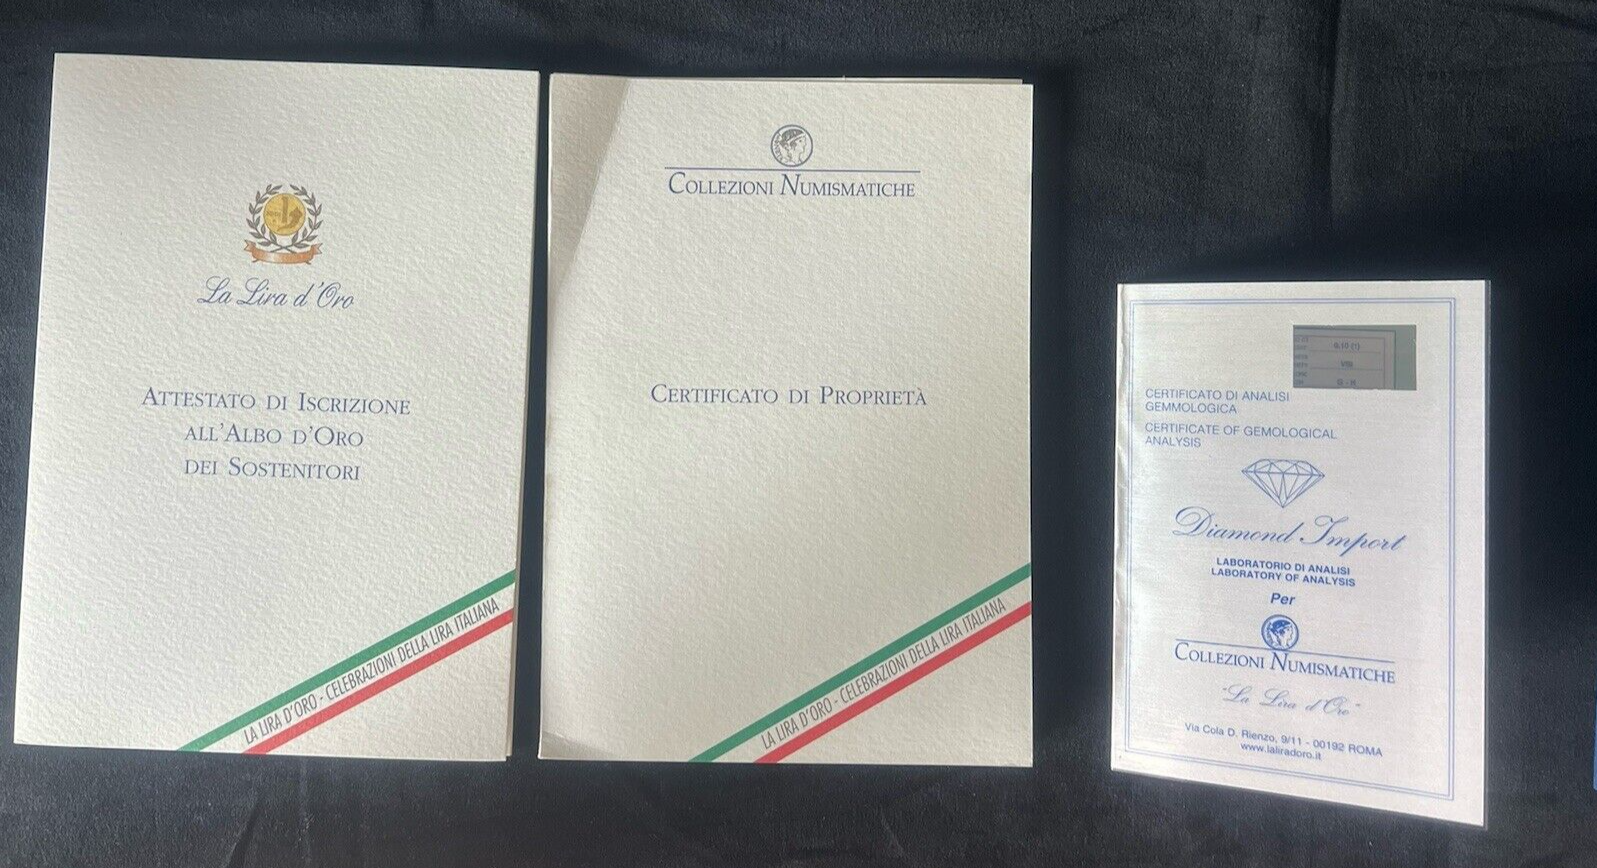 La Lira d'Oro
ATTESTATO DI ISCRIZIONE
ALL'ALBO D'ORO
DEI SOSTENITORI
LA LIRA D'ORO - CELEBRAZIONI DELLA LIRA ITALIANA
COLLEZIONI NUMISMATICHE
CERTIFICATO DI PROPRIETÀ
LA LIRA D'ORO - CELEBRAZIONI DELLA LIRA ITALIANA
0,10 (1)
G - H
CERTIFICATO DI ANALISI
GEMMOLOGICA
CERTIFICATE OF GEMOLOGICAL
ANALYSIS
Diamond Import
LABORATORIO DI ANALISI
LABORATORY OF ANALYSIS
Per
COLLEZIONI NUMISMATICHE
"La Lira d'Oro"
Via Cola D. Rienzo, 9/11 - 00192 ROMA
www.laliradoro.it